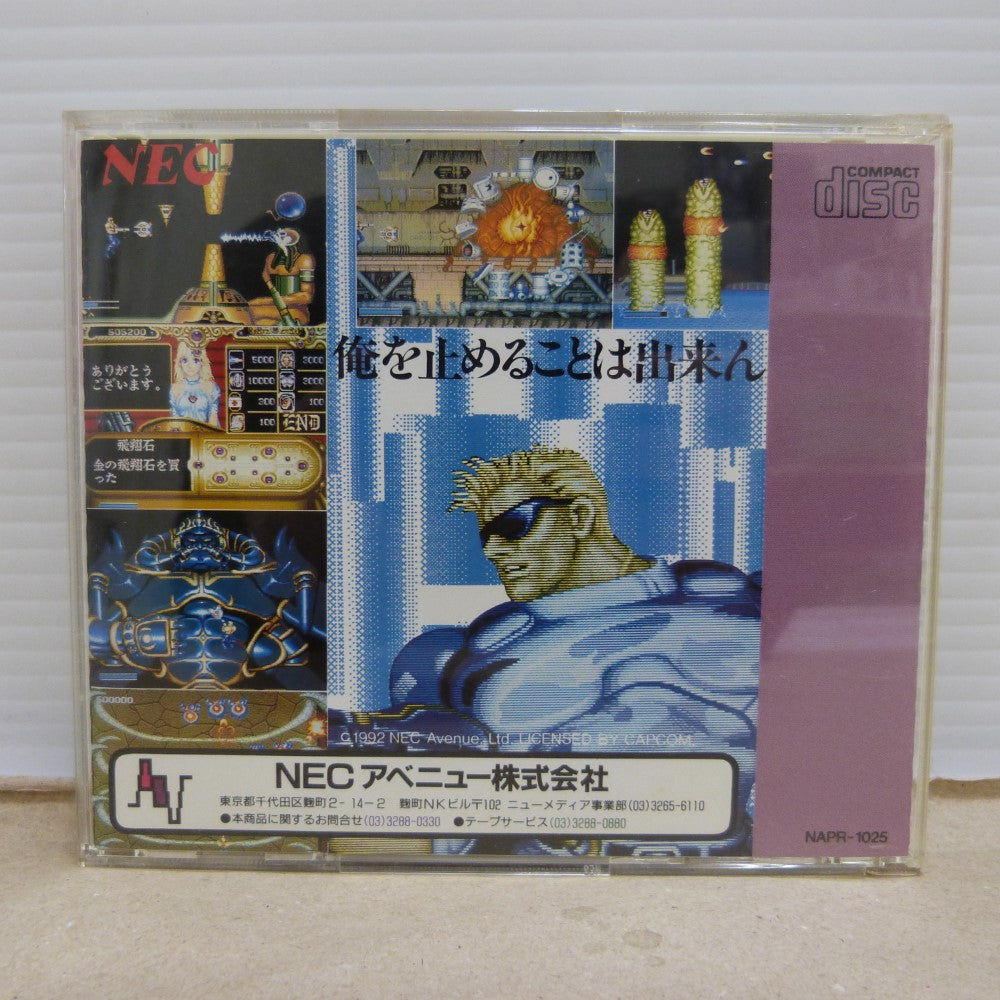 NEC
COMPACT
disc
505200
ありがとう
ございます。
5000 3000
10000 3000
300 100
100 END
飛翔石
金の飛翔石を買
った
俺を止めることは出来ん
500000
©1992 NEC Avenue, Ltd. LICENSED BY CAPCOM
NECアベニュー株式会社
東京都千代田区麹町2-14-2 麹町NKビル〒102 ニューメディア事業部(03)3265-6110
●本商品に関するお問合せ(03)3288-0330 ●テープサービス(03)3288-0880
NAPR-1025